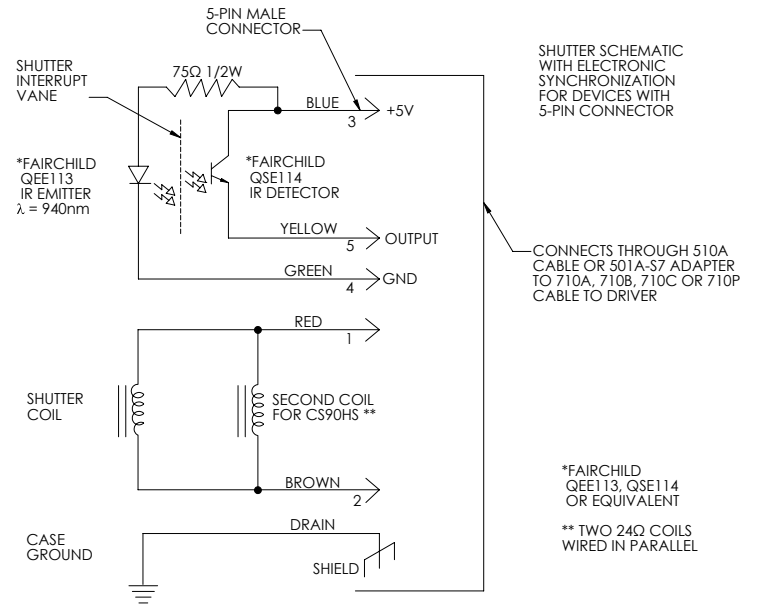 5-PIN MALE
CONNECTOR
SHUTTER SCHEMATIC
WITH ELECTRONIC
SYNCHRONIZATION
FOR DEVICES WITH
5-PIN CONNECTOR
SHUTTER
INTERRUPT
VANE
75Ω 1/2W
BLUE
3
+5V
*FAIRCHILD
QEE113
IR EMITTER
λ = 940nm
*FAIRCHILD
QSE114
IR DETECTOR
YELLOW
5
OUTPUT
GREEN
4
GND
CONNECTS THROUGH 510A
CABLE OR 501A-S7 ADAPTER
TO 710A, 710B, 710C OR 710P
CABLE TO DRIVER
RED
1
SHUTTER
COIL
SECOND COIL
FOR CS90HS **
BROWN
2
*FAIRCHILD
QEE113, QSE114
OR EQUIVALENT
** TWO 24Ω COILS
WIRED IN PARALLEL
DRAIN
CASE
GROUND
SHIELD